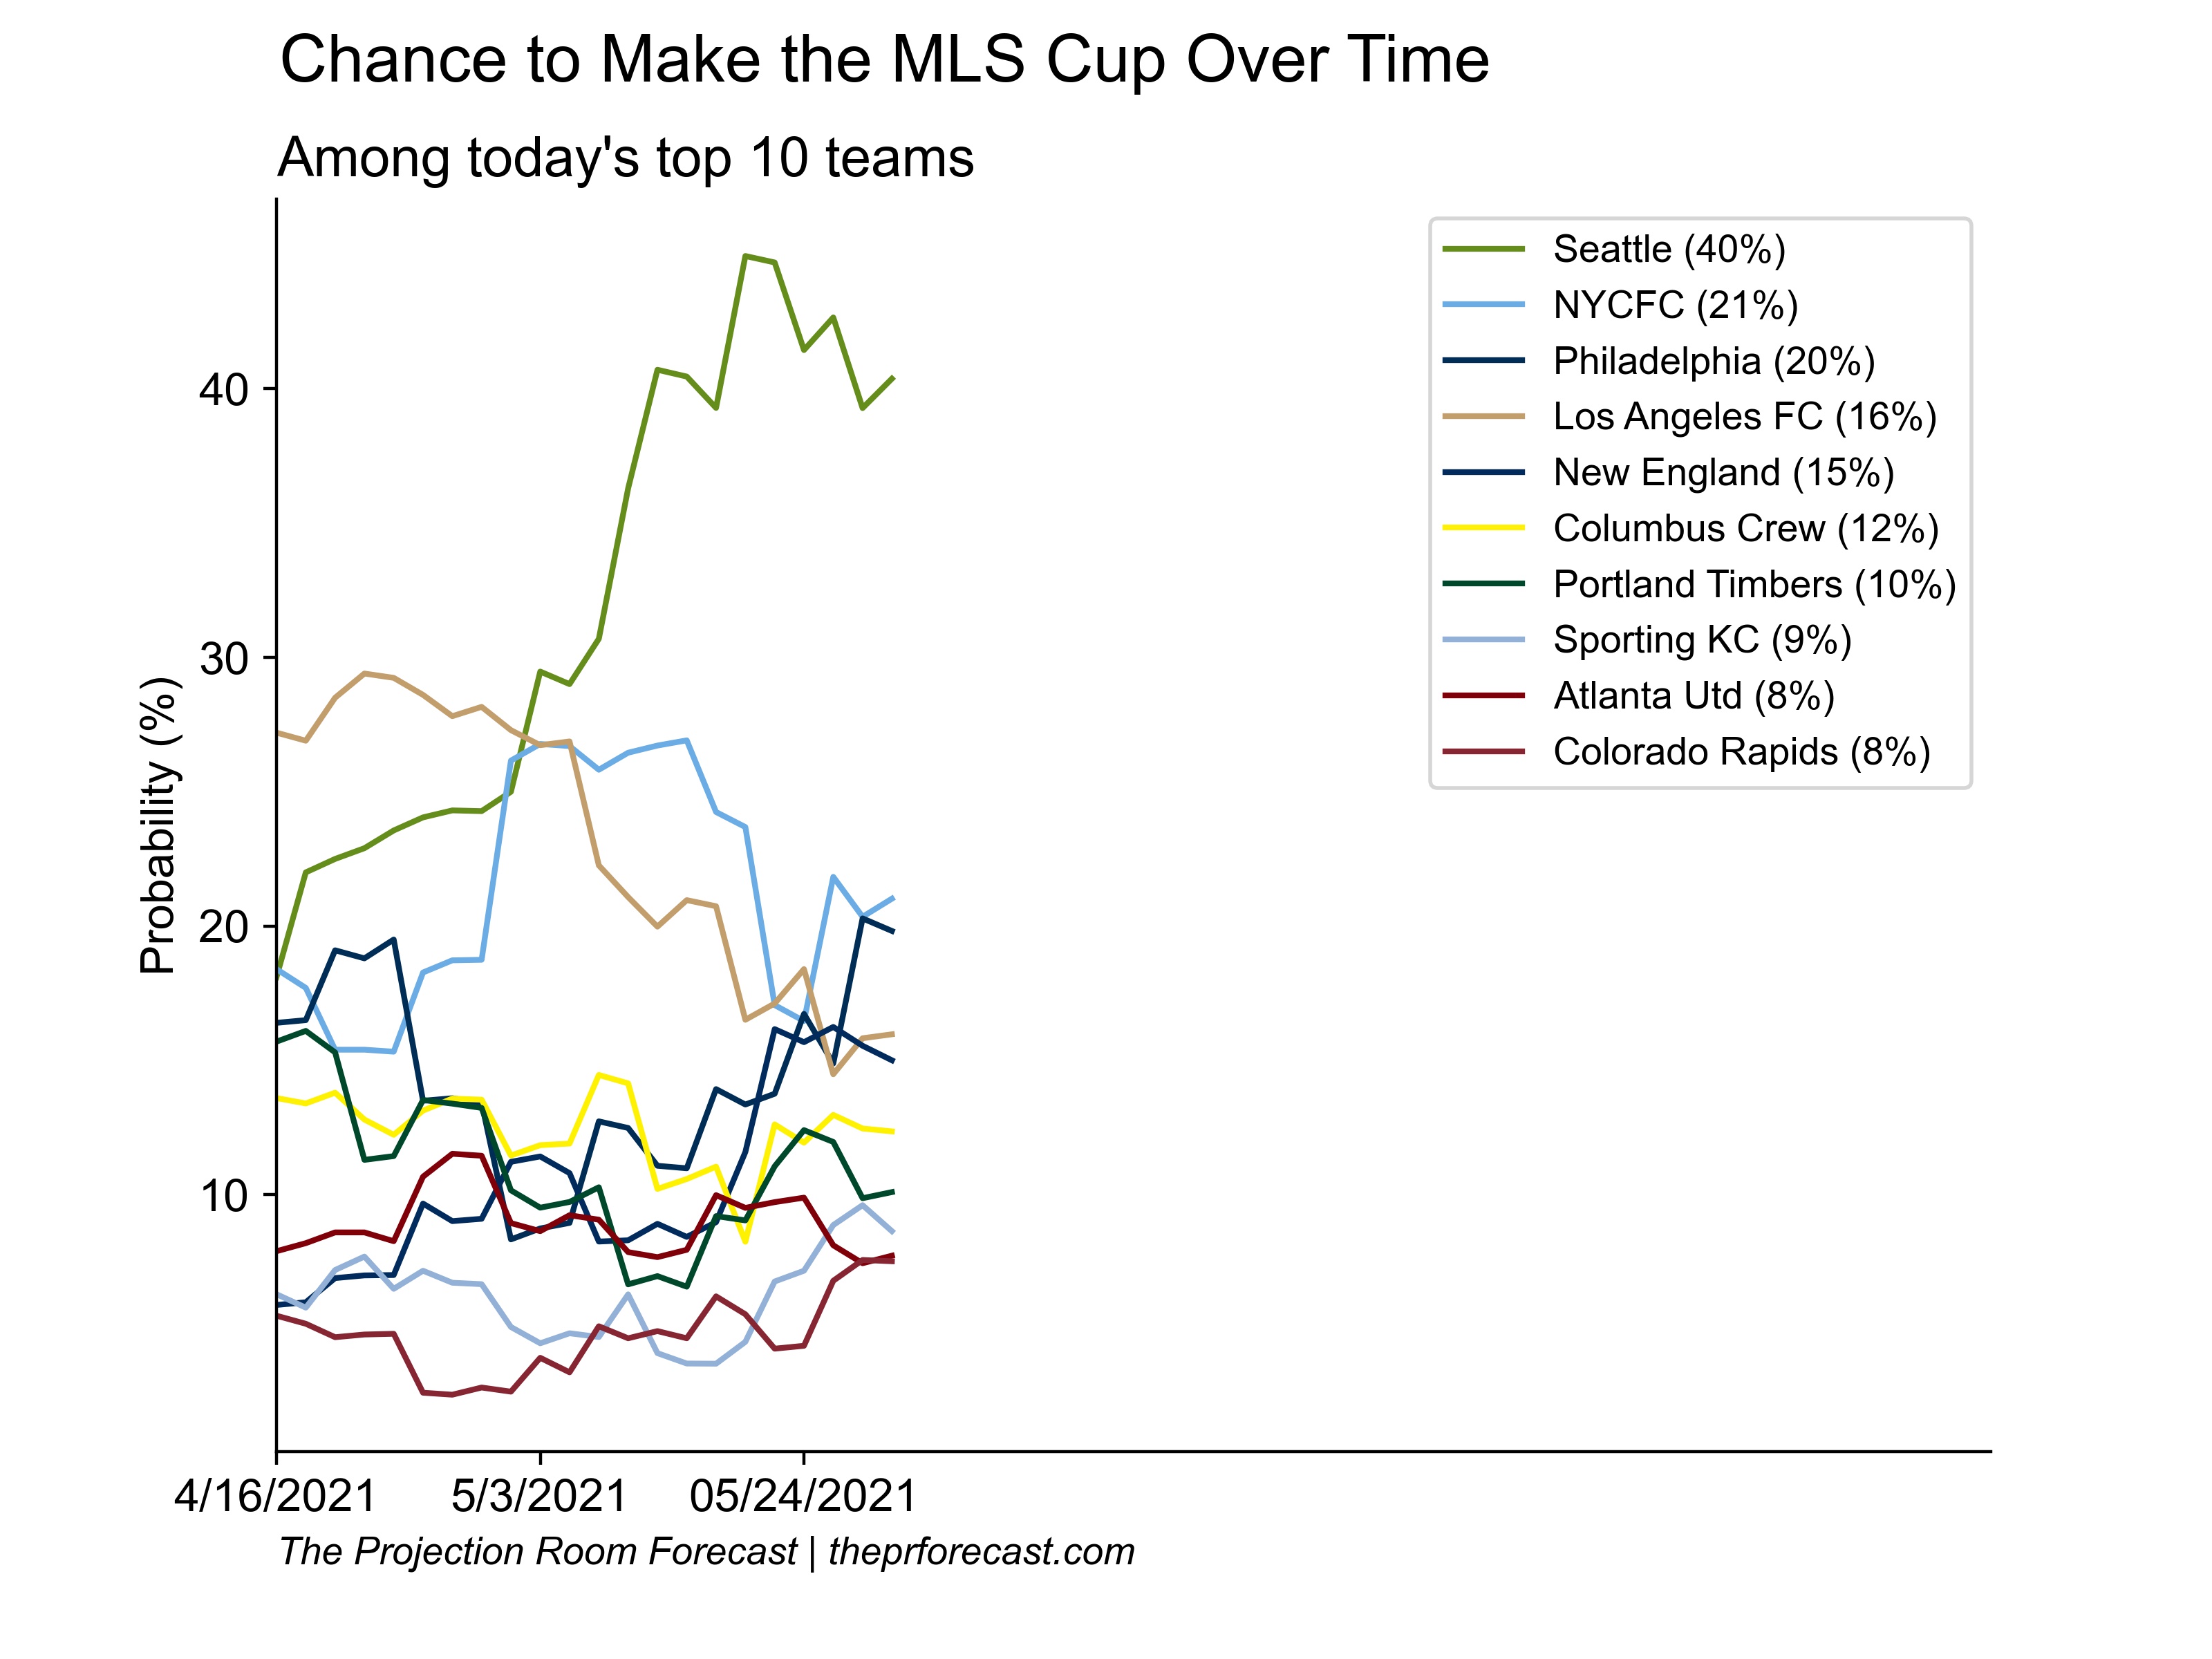 Chance to Make the MLS Cup Over Time
Among today's top 10 teams
Seattle (40%)
NYCFC (21%)
Philadelphia (20%)
Los Angeles FC (16%)
New England (15%)
Columbus Crew (12%)
Portland Timbers (10%)
Sporting KC (9%)
Atlanta Utd (8%)
Colorado Rapids (8%)
Probability (%)
40
30
20
10
4/16/2021 5/3/2021 05/24/2021
The Projection Room Forecast | theprforecast.com